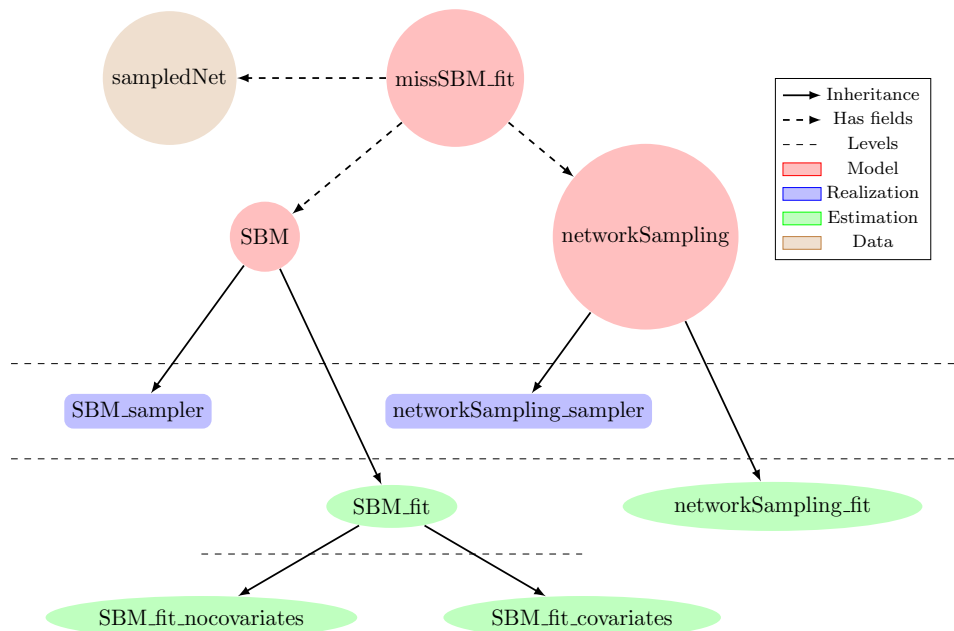 sampledNet
missSBM_fit
Inheritance
Has fields
Levels
Model
Realization
Estimation
Data
SBM
networkSampling
SBM_sampler
networkSampling_sampler
SBM_fit
networkSampling_fit
SBM_fit_nocovariates
SBM_fit_covariates